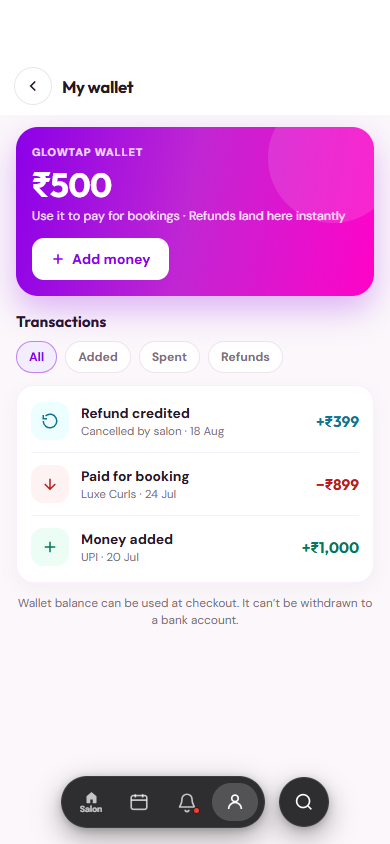 My wallet
GLOWTAP WALLET
₹500
Use it to pay for bookings · Refunds land here instantly
+ Add money
Transactions
All
Added
Spent
Refunds
Refund credited
Cancelled by salon · 18 Aug
+₹399
Paid for booking
Luxe Curls · 24 Jul
−₹899
Money added
UPI · 20 Jul
+₹1,000
Wallet balance can be used at checkout. It can’t be withdrawn to
a bank account.
Salon